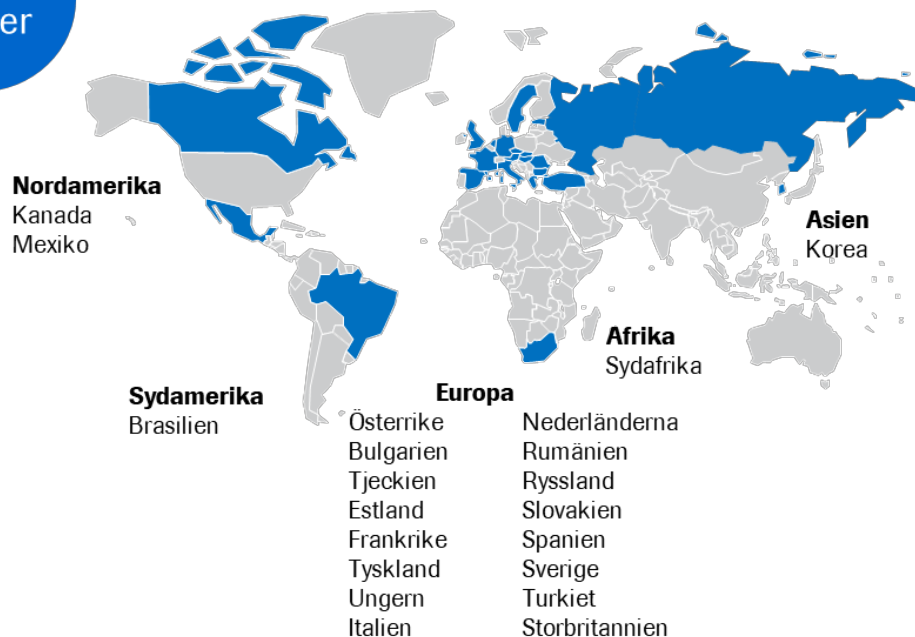 er
Nordamerika
Kanada
Mexiko
Asien
Korea
Afrika
Sydafrika
Sydamerika
Brasilien
Europa
Österrike
Bulgarien
Tjeckien
Estland
Frankrike
Tyskland
Ungern
Italien
Nederländerna
Rumänien
Ryssland
Slovakien
Spanien
Sverige
Turkiet
Storbritannien